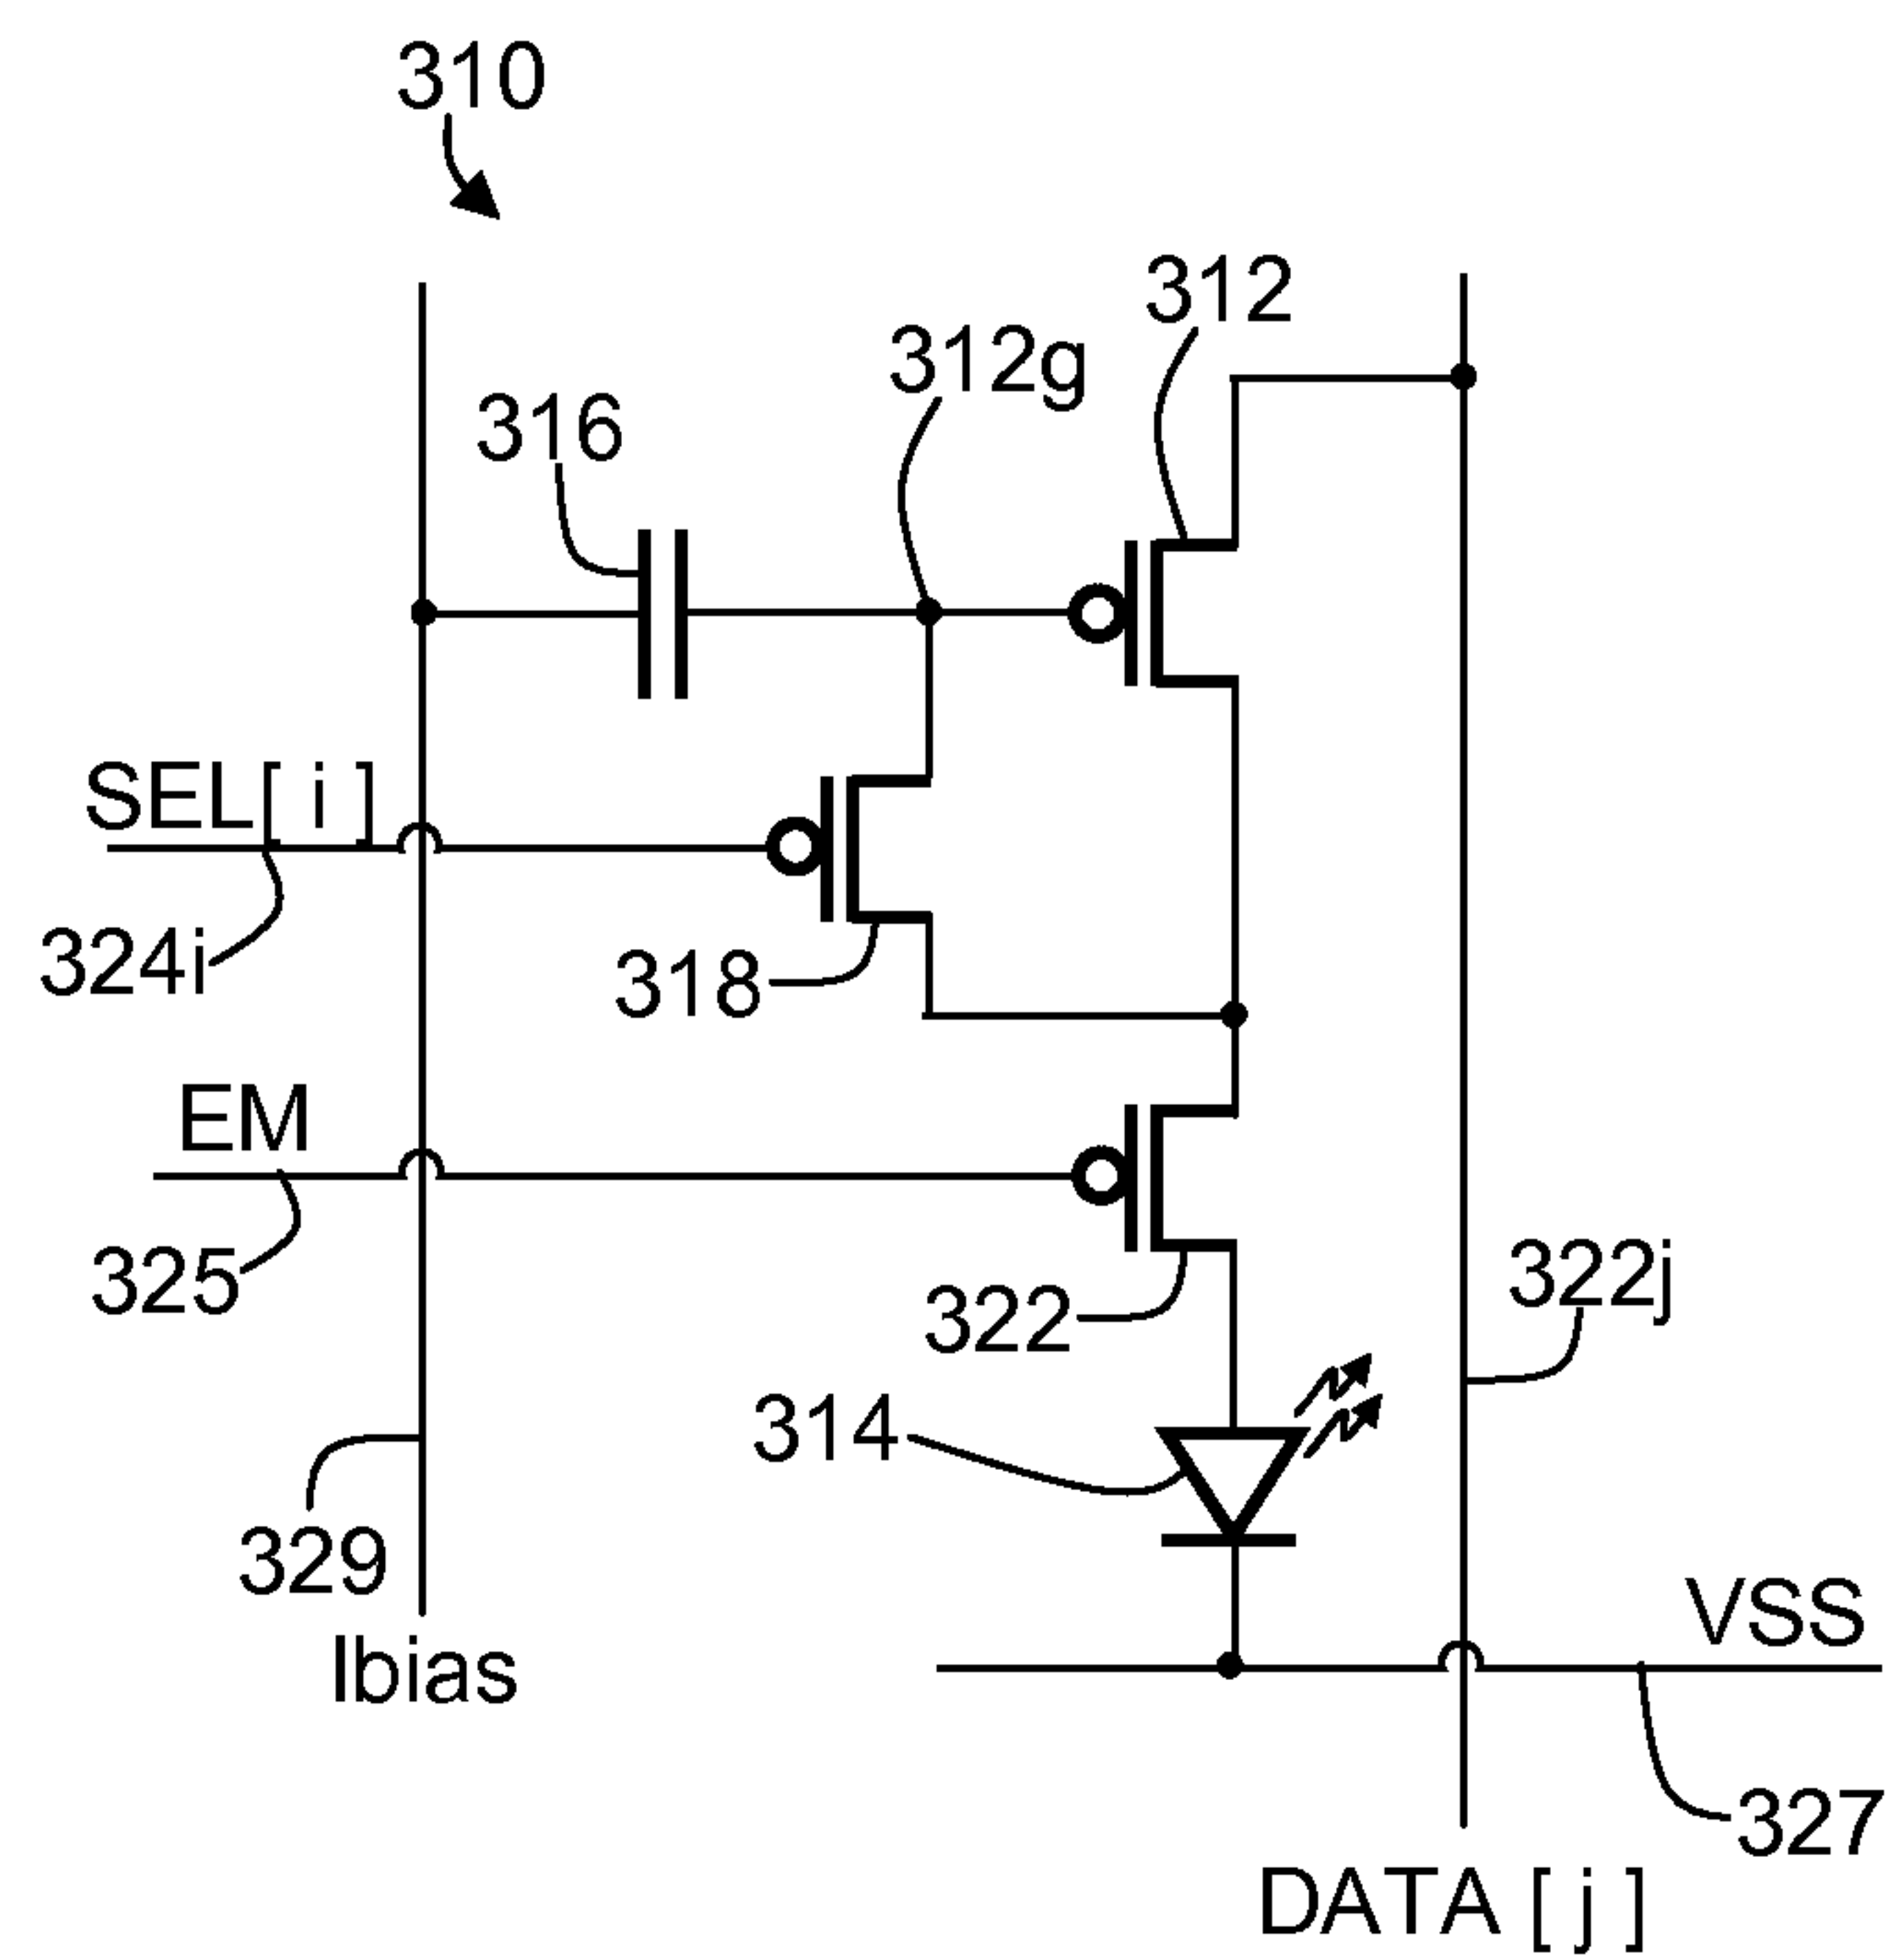 310
312
312g
316
SEL[ i ]
324i
318
EM
325
322
322j
314
329
Ibias
VSS
327
DATA [ j ]